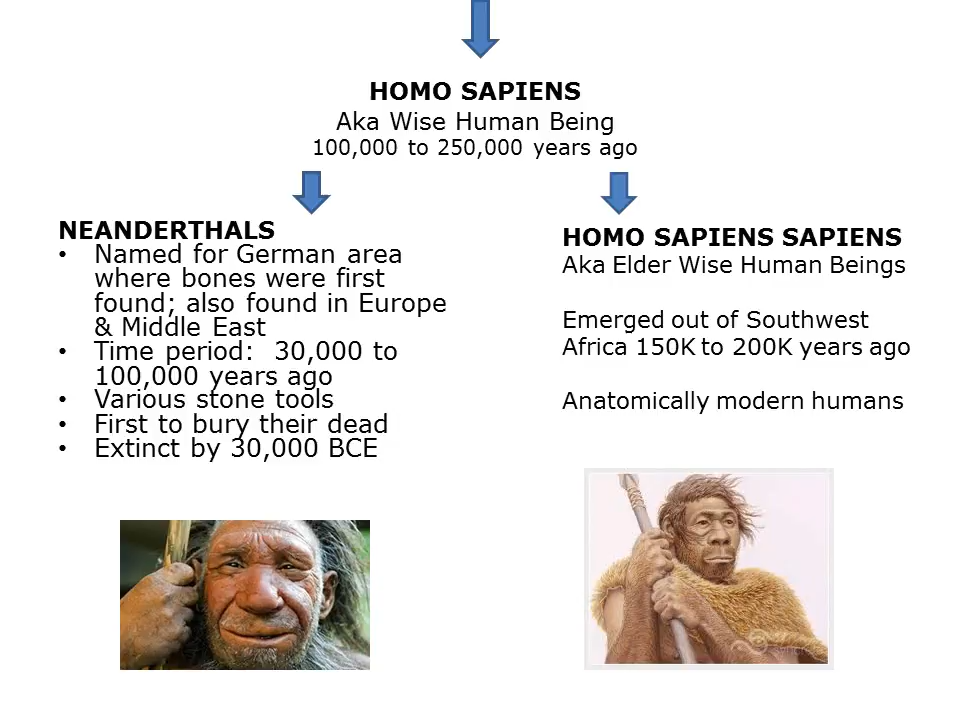 HOMO SAPIENS
Aka Wise Human Being
100,000 to 250,000 years ago
NEANDERTHALS
• Named for German area
where bones were first
found; also found in Europe
& Middle East
• Time period:  30,000 to
100,000 years ago
• Various stone tools
• First to bury their dead
• Extinct by 30,000 BCE
HOMO SAPIENS SAPIENS
Aka Elder Wise Human Beings
Emerged out of Southwest
Africa 150K to 200K years ago
Anatomically modern humans